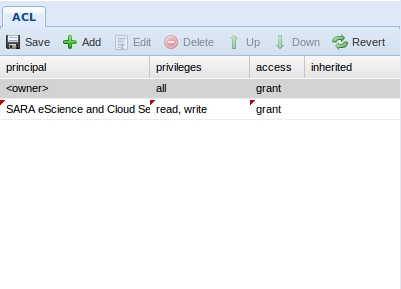 ACL
Save Add Edit Delete Up Down Revert
principal privileges access inherited
<owner> all grant
SARA eScience and Cloud Se read, write grant